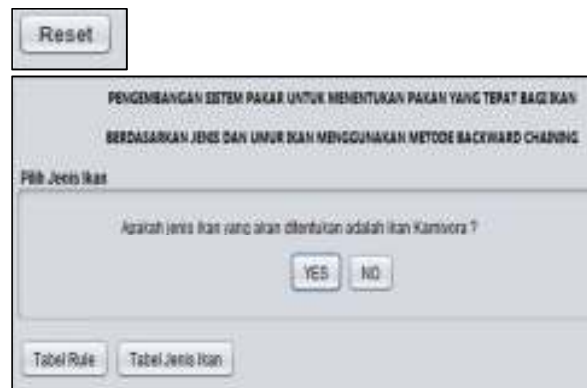 Reset
PENGEMBANGAN SISTEM PAKAR UNTUK MENENTUKAN PAKAN YANG TEPAT BAGI IKAN
BERDASARKAN JENIS DAN UMUR IKAN MENGGUNAKAN METODE BACKWARD CHAINING
Pilih Jenis Ikan
Apakah jenis ikan yang akan ditentukan adalah Ikan Karnivora ?
YES NO
Tabel Rule Tabel Jenis Ikan